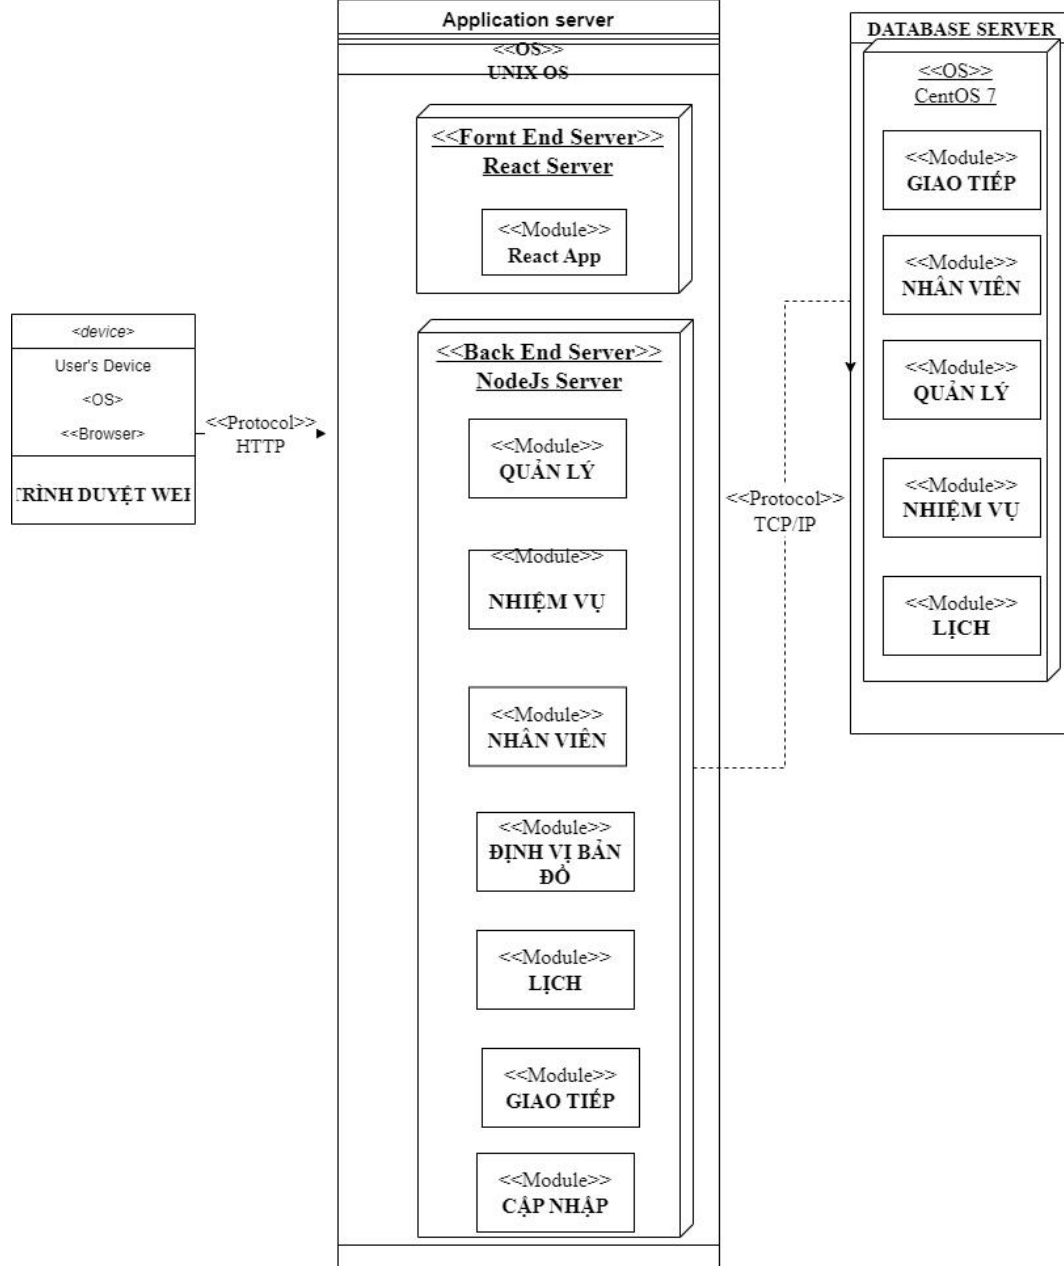 Application server
<<OS>>
UNIX OS
<<Fornt End Server>>
React Server
<<Module>>
React App
<device>
User's Device
<OS>
<<Browser>
TRÌNH DUYỆT WEB
<<Protocol>>
HTTP
<<Back End Server>>
NodeJs Server
<<Module>>
QUẢN LÝ
<<Module>>
NHIỆM VỤ
<<Module>>
NHÂN VIÊN
<<Module>>
ĐỊNH VỊ BẢN
ĐỒ
<<Module>>
LỊCH
<<Module>>
GIAO TIẾP
<<Module>>
CẬP NHẬP
<<Protocol>>
TCP/IP
DATABASE SERVER
<<OS>>
CentOS 7
<<Module>>
GIAO TIẾP
<<Module>>
NHÂN VIÊN
<<Module>>
QUẢN LÝ
<<Module>>
NHIỆM VỤ
<<Module>>
LỊCH